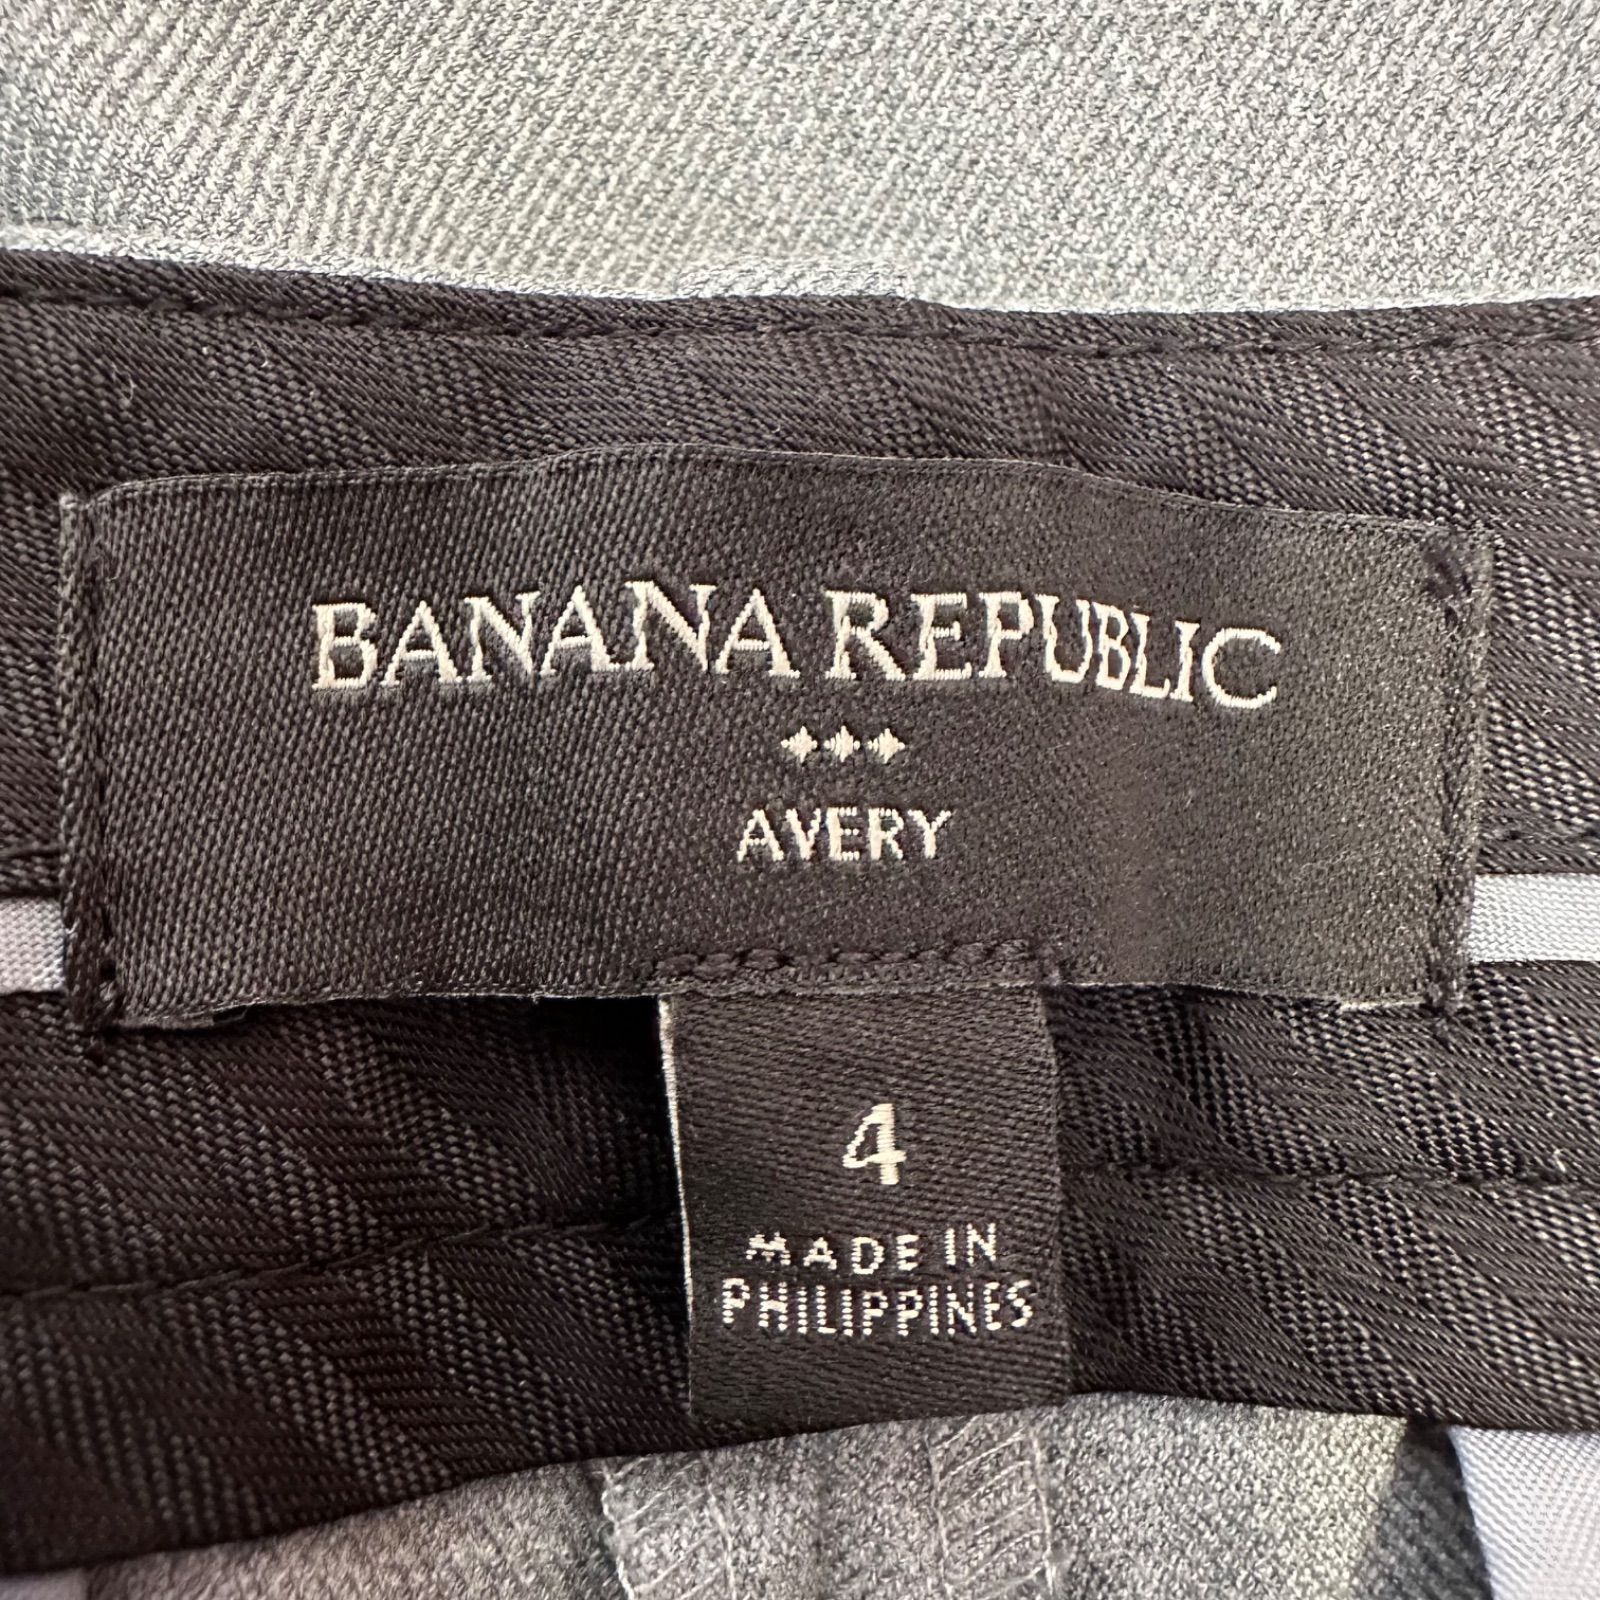 BANANA REPUBLIC
AVERY
4
MADE IN
PHILIPPINES